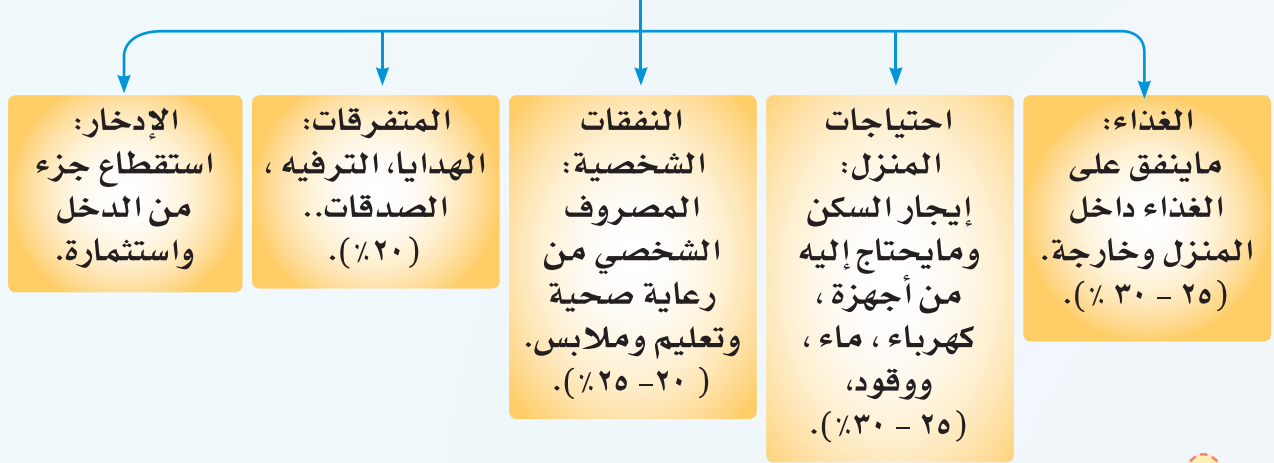 الغذاء:
ماينفق على
الغذاء داخل
المنزل وخارجة.
(٢٥ – ٣٠ ٪).
احتياجات
المنزل:
إيجار السكن
ومايحتاج إليه
من أجهزة ،
كهرباء ، ماء ،
ووقود،
(٢٥ – ٣٠٪).
النفقات
الشخصية:
المصروف
الشخصي من
رعاية صحية
وتعليم وملابس.
( ٢٠– ٢٥٪).
المتفرقات:
الهدايا، الترفيه ،
الصدقات..
(٢٠٪).
الإدخار:
استقطاع جزء
من الدخل
واستثمارة.